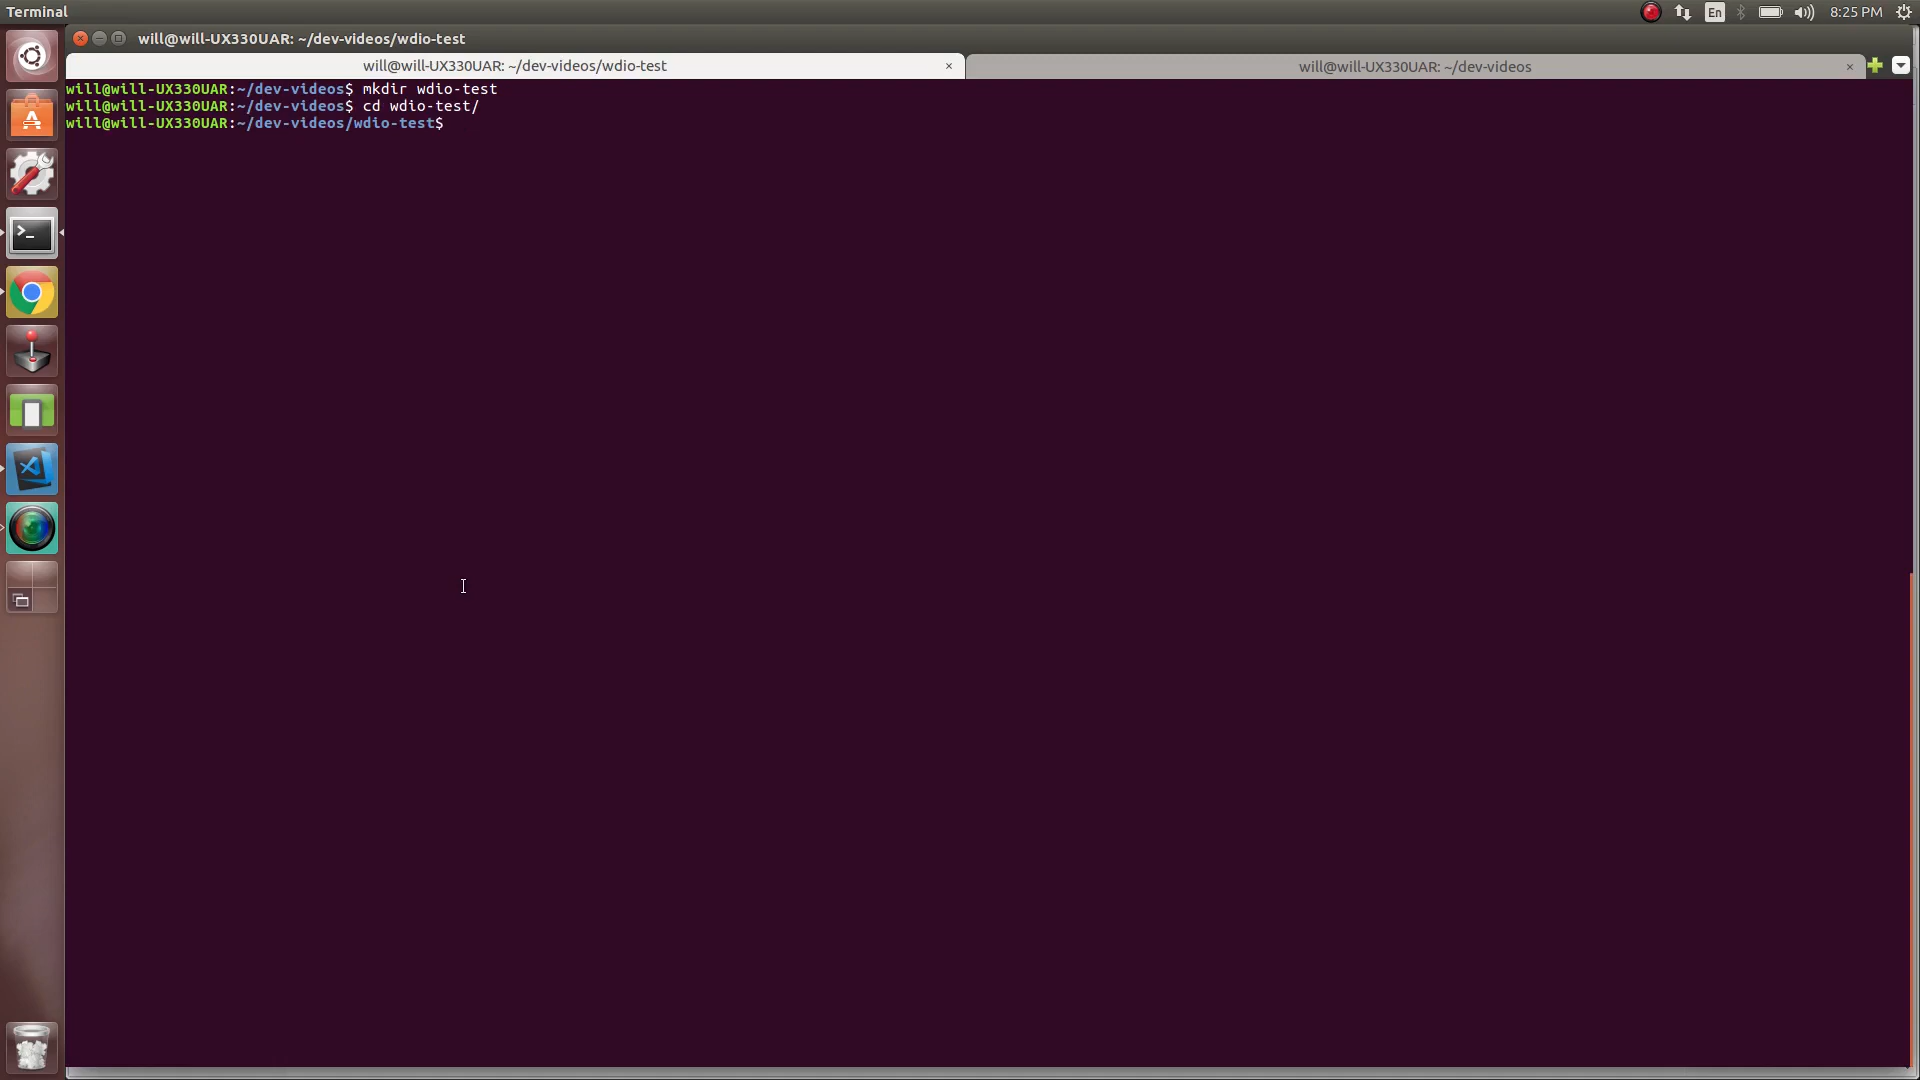 Terminal
En
8:25 PM
will@will-UX330UAR: ~/dev-videos/wdio-test
will@will-UX330UAR: ~/dev-videos/wdio-test ×
will@will-UX330UAR: ~/dev-videos ×
will@will-UX330UAR:~/dev-videos$ mkdir wdio-test
will@will-UX330UAR:~/dev-videos$ cd wdio-test/
will@will-UX330UAR:~/dev-videos/wdio-test$